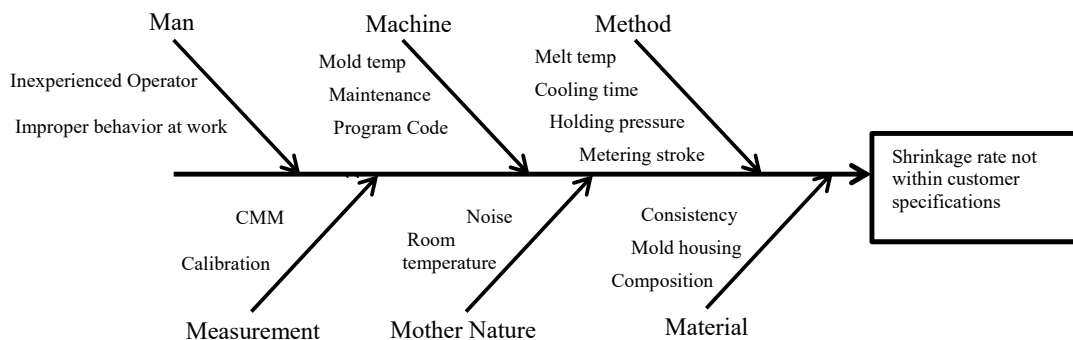 Man
Machine
Method
Inexperienced Operator
Improper behavior at work
Mold temp
Maintenance
Program Code
Melt temp
Cooling time
Holding pressure
Metering stroke
Shrinkage rate not
within customer
specifications
CMM
Calibration
Noise
Room
temperature
Consistency
Mold housing
Composition
Measurement
Mother Nature
Material